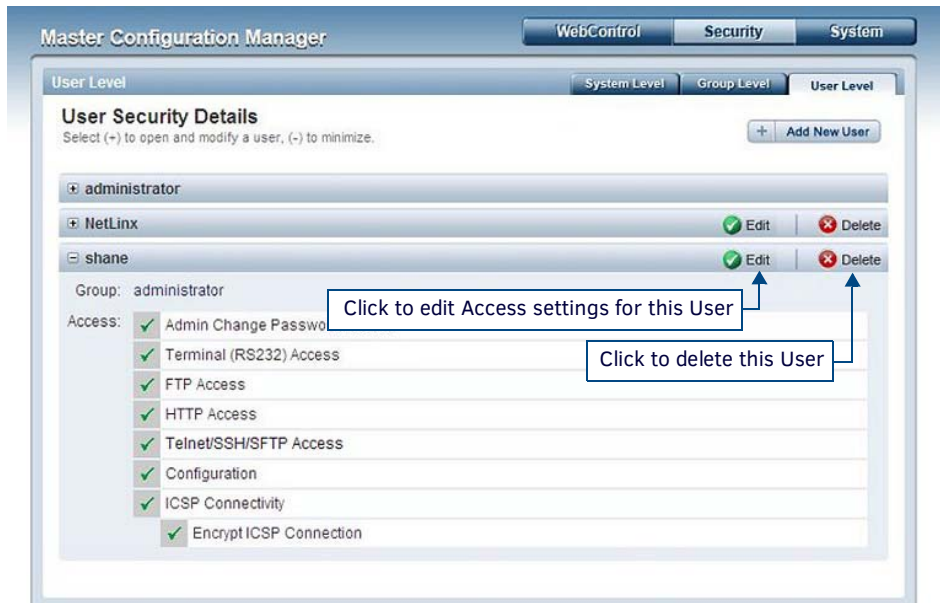 Master Configuration Manager
WebControl
Security
System
User Level
System Level
Group Level
User Level
User Security Details
Select (+) to open and modify a user, (-) to minimize.
+ Add New User
+ administrator
+ NetLinx
Edit
Delete
- shane
Edit
Delete
Group: administrator
Click to edit Access settings for this User
Access:
Admin Change Passwo
Terminal (RS232) Access
Click to delete this User
FTP Access
HTTP Access
Telnet/SSH/SFTP Access
Configuration
ICSP Connectivity
Encrypt ICSP Connection